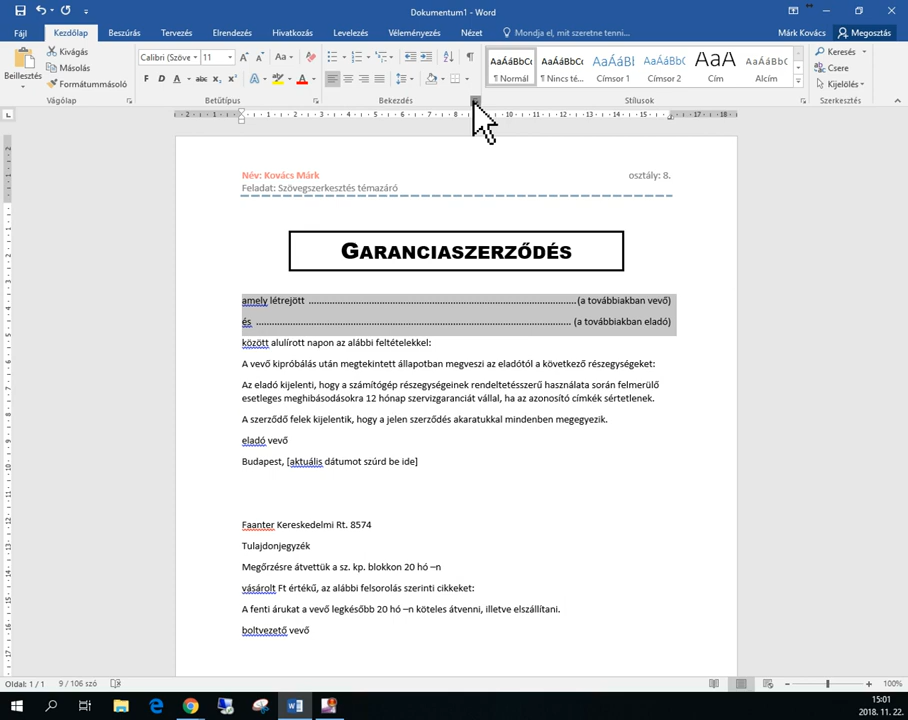 Dokumentum1 - Word
Fájl Kezdőlap Beszúrás Tervezés Elrendezés Hivatkozás Levelezés Véleményezés Nézet Mondja el, mit szeretne tenni... Márk Kovács Megosztás
Beillesztés
Kivágás
Másolás
Formátummásoló
Vágólap
Calibri (Szöve 11
Betűtípus
Bekezdés
AaBbCcDc AaBbCcDc AaBbC AaBbCcD AaB AaBbCcD
¶ Normál ¶ Nincs té... Címsor 1 Címsor 2 Cím Alcím
Stílusok
Keresés
Csere
Kijelölés
Szerkesztés
Név: Kovács Márk osztály: 8.
Feladat: Szövegszerkesztés témazáró
GARANCIASZERZŐDÉS
amely létrejött ........................................................................................................ (a továbbiakban vevő)
és ........................................................................................................................ (a továbbiakban eladó)
között alulírott napon az alábbi feltételekkel:
A vevő kipróbálás után megtekintett állapotban megveszi az eladótól a következő részegységeket:
Az eladó kijelenti, hogy a számítógép részegységeinek rendeltetésszerű használata során felmerülő
esetleges meghibásodásokra 12 hónap szervizgaranciát vállal, ha az azonosító címkék sértetlenek.
A szerződő felek kijelentik, hogy a jelen szerződés akaratukkal mindenben megegyezik.
eladó vevő
Budapest, [aktuális dátumot szúrd be ide]
Faanter Kereskedelmi Rt. 8574
Tulajdonjegyzék
Megőrzésre átvettük a sz. kp. blokkon 20 hó –n
vásárolt Ft értékű, az alábbi felsorolás szerinti cikkeket:
A fenti árukat a vevő legkésőbb 20 hó –n köteles átvenni, illetve elszállítani.
boltvezető vevő
Oldal: 1 / 1 9 / 106 szó 100%
15:01
2018. 11. 22.